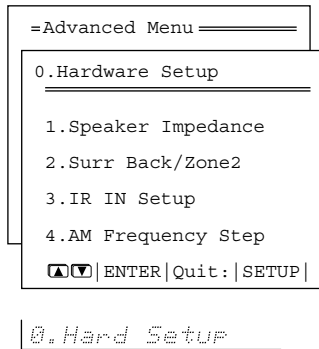 =Advanced Menu
0.Hardware Setup
1.Speaker Impedance
2.Surr Back/Zone2
3.IR IN Setup
4.AM Frequency Step
▲▼|ENTER|Quit:|SETUP|
0.Hard Setup